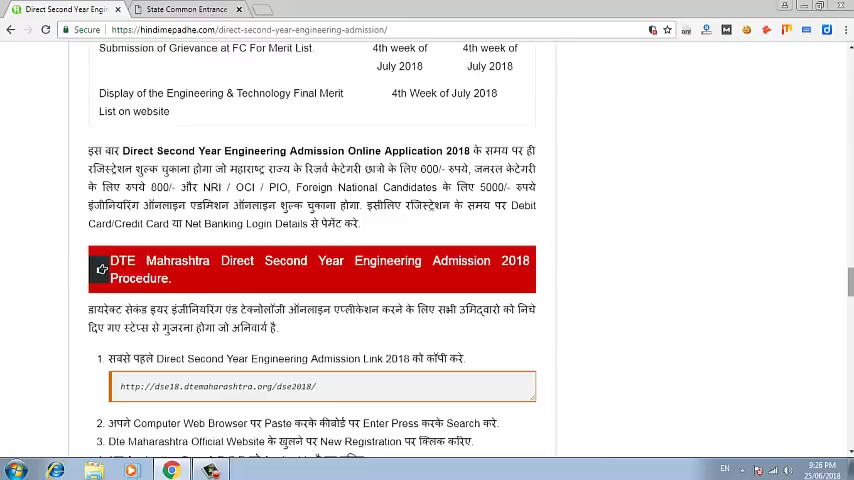 Direct Second Year Engin
State Common Entrance
Secure
https://hindimepadhe.com/direct-second-year-engineering-admission/
Submission of Grievance at FC For Merit List.
4th week of
July 2018
4th week of
July 2018
Display of the Engineering & Technology Final Merit
List on website
4th Week of July 2018
इस बार Direct Second Year Engineering Admission Online Application 2018 के समय पर ही
रजिस्ट्रेशन शुल्क चुकाना होगा जो महाराष्ट्र राज्य के रिजर्व केटेगरी छात्रो के लिए 600/- रुपये, जनरल केटेगरी
के लिए रुपये 800/- और NRI / OCI / PIO, Foreign National Candidates के लिए 5000/- रुपये
इंजीनियरिंग ऑनलाइन एडमिशन ऑनलाइन शुल्क चुकाना होगा. इसीलिए रजिस्ट्रेशन के समय पर Debit
Card/Credit Card या Net Banking Login Details से पेमेंट करे.
DTE Mahrashtra Direct Second Year Engineering Admission 2018
Procedure.
डायरेक्ट सेकंड इयर इंजीनियरिंग एंड टेक्नोलॉजी ऑनलाइन एप्लीकेशन करने के लिए सभी उमिदवारो को निचे
दिए गए स्टेप्स से गुजरना होगा जो अनिवार्य है.
1. सबसे पहले Direct Second Year Engineering Admission Link 2018 को कॉपी करे.
http://dse18.dtemaharashtra.org/dse2018/
2. अपने Computer Web Browser पर Paste करके कीबोर्ड पर Enter Press करके Search करे.
3. Dte Maharashtra Official Website के खुलने पर New Registration पर क्लिक करिए.
EN
9:26 PM
25/06/2018